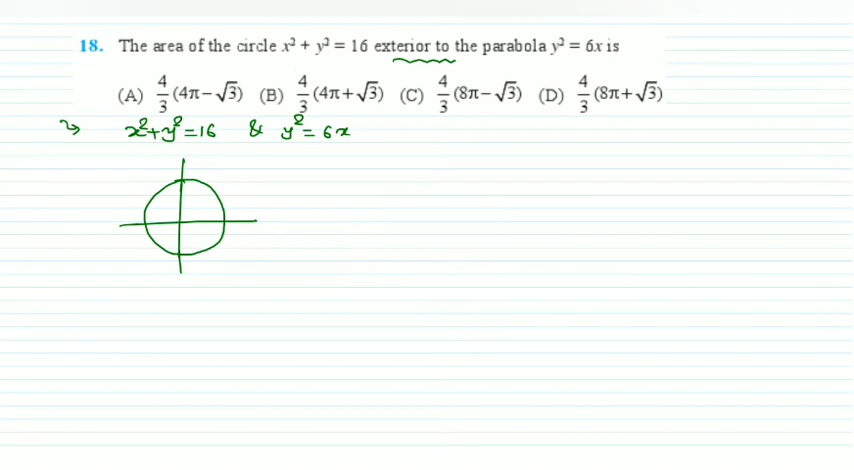 18. The area of the circle x² + y² = 16 exterior to the parabola y² = 6x is
(A) 4/3 (4π − √3) (B) 4/3 (4π + √3) (C) 4/3 (8π − √3) (D) 4/3 (8π + √3)
x² + y² = 16 & y² = 6x